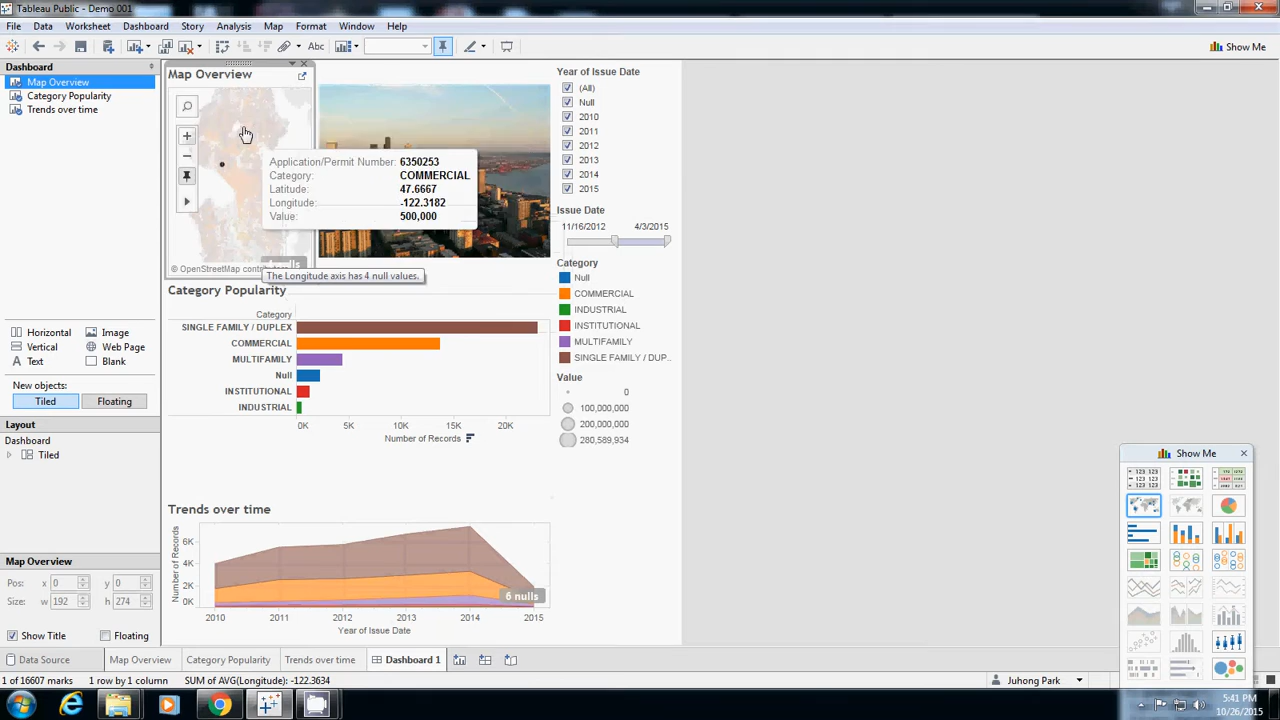 Tableau Public - Demo 001
File Data Worksheet Dashboard Story Analysis Map Format Window Help
Abc
Show Me
Dashboard
Map Overview
Category Popularity
Trends over time
Horizontal Image
Vertical Web Page
Text Blank
New objects:
Tiled Floating
Layout
Dashboard
Tiled
Map Overview
Pos: x 0 y 0
Size: w 192 h 274
Show Title Floating
Map Overview
Application/Permit Number: 6350253
Category: COMMERCIAL
Latitude: 47.6667
Longitude: -122.3182
Value: 500,000
© OpenStreetMap
The Longitude axis has 4 null values.
Category Popularity
Category
SINGLE FAMILY / DUPLEX
COMMERCIAL
MULTIFAMILY
Null
INSTITUTIONAL
INDUSTRIAL
0K 5K 10K 15K 20K
Number of Records
Trends over time
Number of Records
6K
4K
2K
0K
6 nulls
2010 2011 2012 2013 2014 2015
Year of Issue Date
Year of Issue Date
(All)
Null
2010
2011
2012
2013
2014
2015
Issue Date
11/16/2012 4/3/2015
Category
Null
COMMERCIAL
INDUSTRIAL
INSTITUTIONAL
MULTIFAMILY
SINGLE FAMILY / DUP..
Value
0
100,000,000
200,000,000
280,589,934
Show Me
Data Source Map Overview Category Popularity Trends over time Dashboard 1
1 of 16607 marks 1 row by 1 column SUM of AVG(Longitude): -122.3634
Juhong Park
5:41 PM
10/26/2015